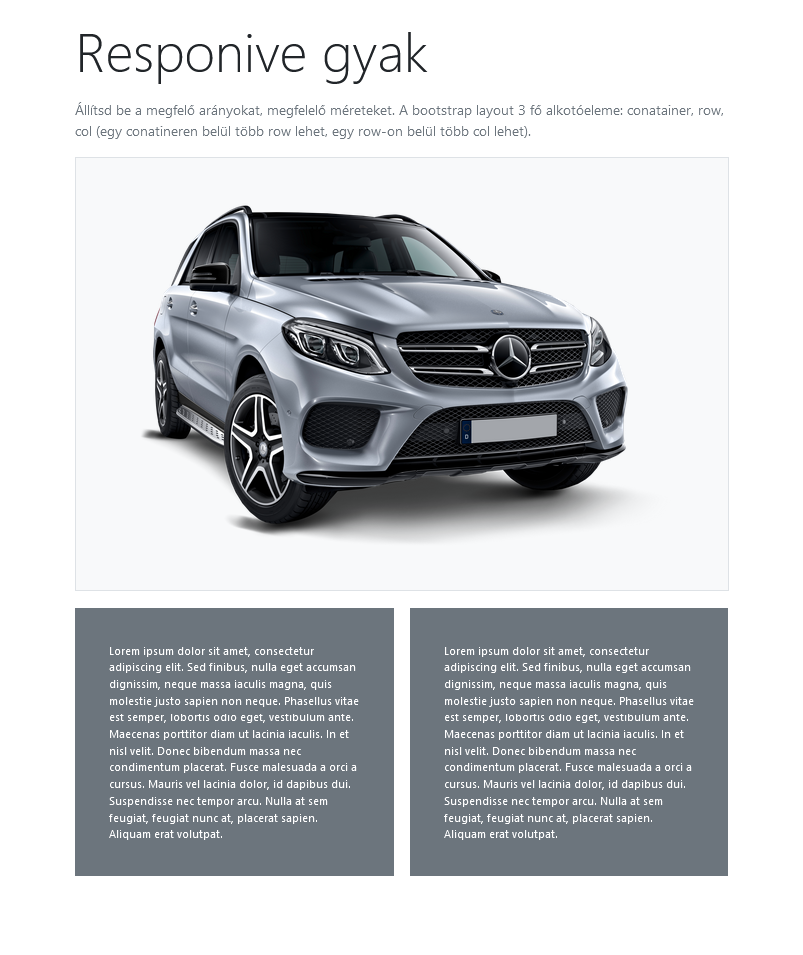 Responive gyak
Állítsd be a megfelő arányokat, megfelelő méreteket. A bootstrap layout 3 fő alkotóeleme: conatainer, row,
col (egy conatineren belül több row lehet, egy row-on belül több col lehet).
D
Lorem ipsum dolor sit amet, consectetur
adipiscing elit. Sed finibus, nulla eget accumsan
dignissim, neque massa iaculis magna, quis
molestie justo sapien non neque. Phasellus vitae
est semper, lobortis odio eget, vestibulum ante.
Maecenas porttitor diam ut lacinia iaculis. In et
nisl velit. Donec bibendum massa nec
condimentum placerat. Fusce malesuada a orci a
cursus. Mauris vel lacinia dolor, id dapibus dui.
Suspendisse nec tempor arcu. Nulla at sem
feugiat, feugiat nunc at, placerat sapien.
Aliquam erat volutpat.
Lorem ipsum dolor sit amet, consectetur
adipiscing elit. Sed finibus, nulla eget accumsan
dignissim, neque massa iaculis magna, quis
molestie justo sapien non neque. Phasellus vitae
est semper, lobortis odio eget, vestibulum ante.
Maecenas porttitor diam ut lacinia iaculis. In et
nisl velit. Donec bibendum massa nec
condimentum placerat. Fusce malesuada a orci a
cursus. Mauris vel lacinia dolor, id dapibus dui.
Suspendisse nec tempor arcu. Nulla at sem
feugiat, feugiat nunc at, placerat sapien.
Aliquam erat volutpat.